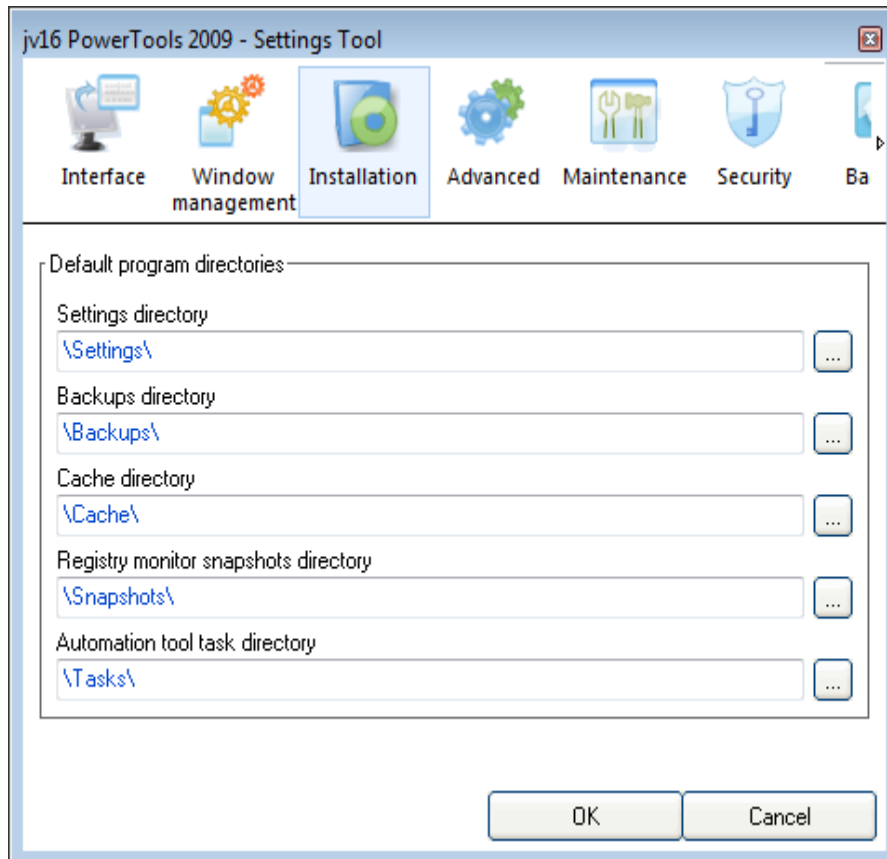 jv16 PowerTools 2009 - Settings Tool
Interface
Window
management
Installation
Advanced
Maintenance
Security
Ba
Default program directories
Settings directory
\Settings\
...
Backups directory
\Backups\
...
Cache directory
\Cache\
...
Registry monitor snapshots directory
\Snapshots\
...
Automation tool task directory
\Tasks\
...
OK
Cancel